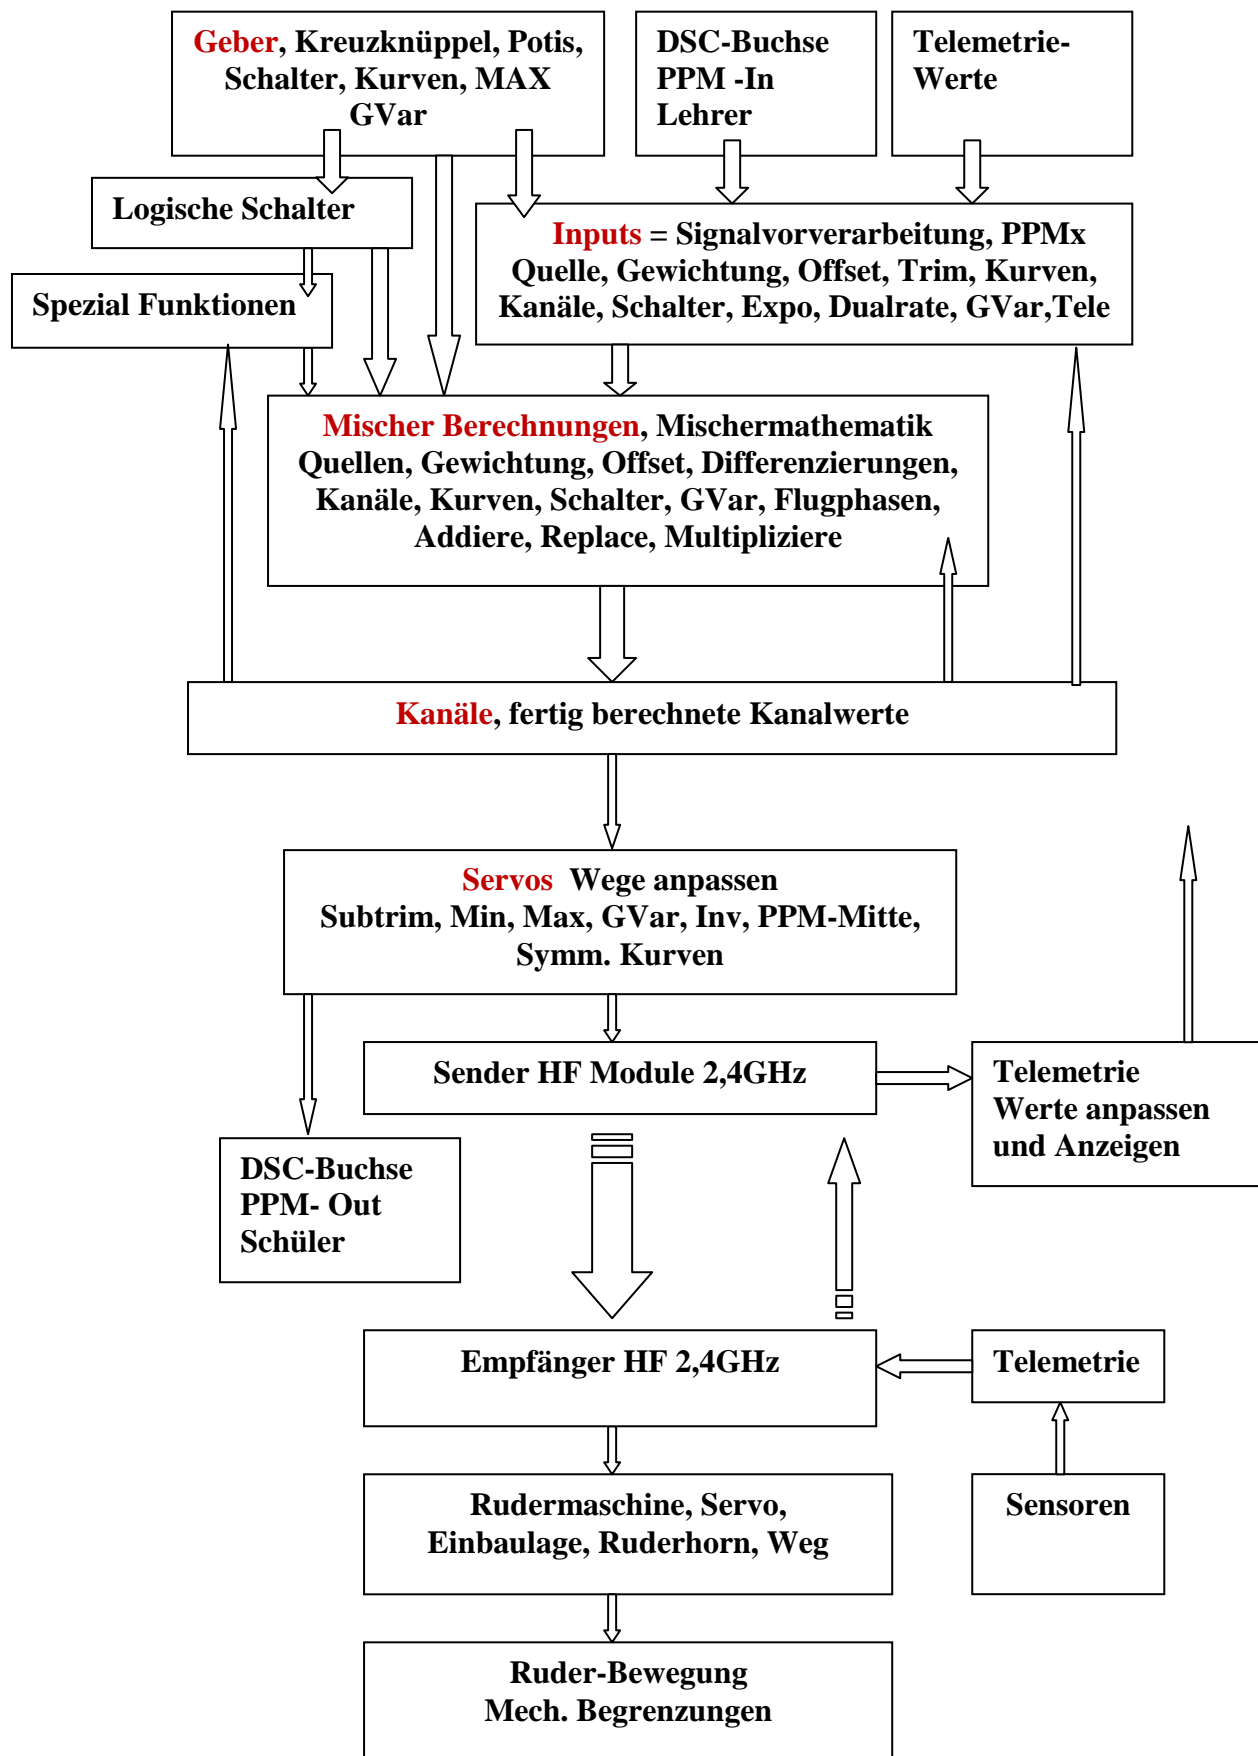 Geber, Kreuzknüppel, Potis,
Schalter, Kurven, MAX
GVar
DSC-Buchse
PPM -In
Lehrer
Telemetrie-
Werte
Logische Schalter
Inputs = Signalvorverarbeitung, PPMx
Quelle, Gewichtung, Offset, Trim, Kurven,
Kanäle, Schalter, Expo, Dualrate, GVar,Tele
Spezial Funktionen
Mischer Berechnungen, Mischermathematik
Quellen, Gewichtung, Offset, Differenzierungen,
Kanäle, Kurven, Schalter, GVar, Flugphasen,
Addiere, Replace, Multipliziere
Kanäle, fertig berechnete Kanalwerte
Servos  Wege anpassen
Subtrim, Min, Max, GVar, Inv, PPM-Mitte,
Symm. Kurven
Sender HF Module 2,4GHz
Telemetrie
Werte anpassen
und Anzeigen
DSC-Buchse
PPM- Out
Schüler
Empfänger HF 2,4GHz
Telemetrie
Rudermaschine, Servo,
Einbaulage, Ruderhorn, Weg
Sensoren
Ruder-Bewegung
Mech. Begrenzungen